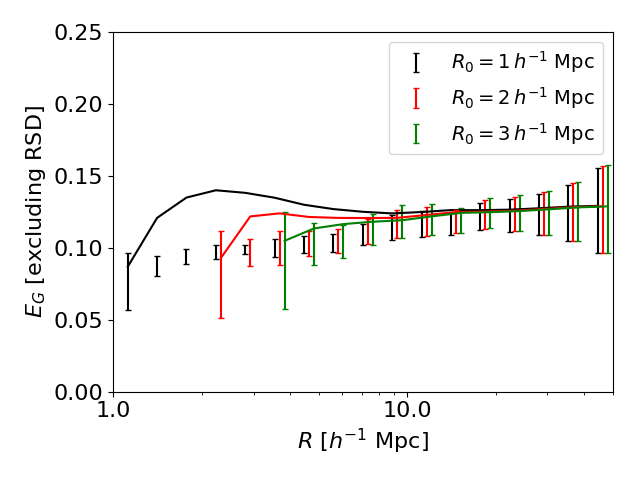 0.25
0.20
0.15
0.10
0.05
0.00
E_G [excluding RSD]
R_0 = 1 h^{-1} Mpc
R_0 = 2 h^{-1} Mpc
R_0 = 3 h^{-1} Mpc
1.0
10.0
R [h^{-1} Mpc]